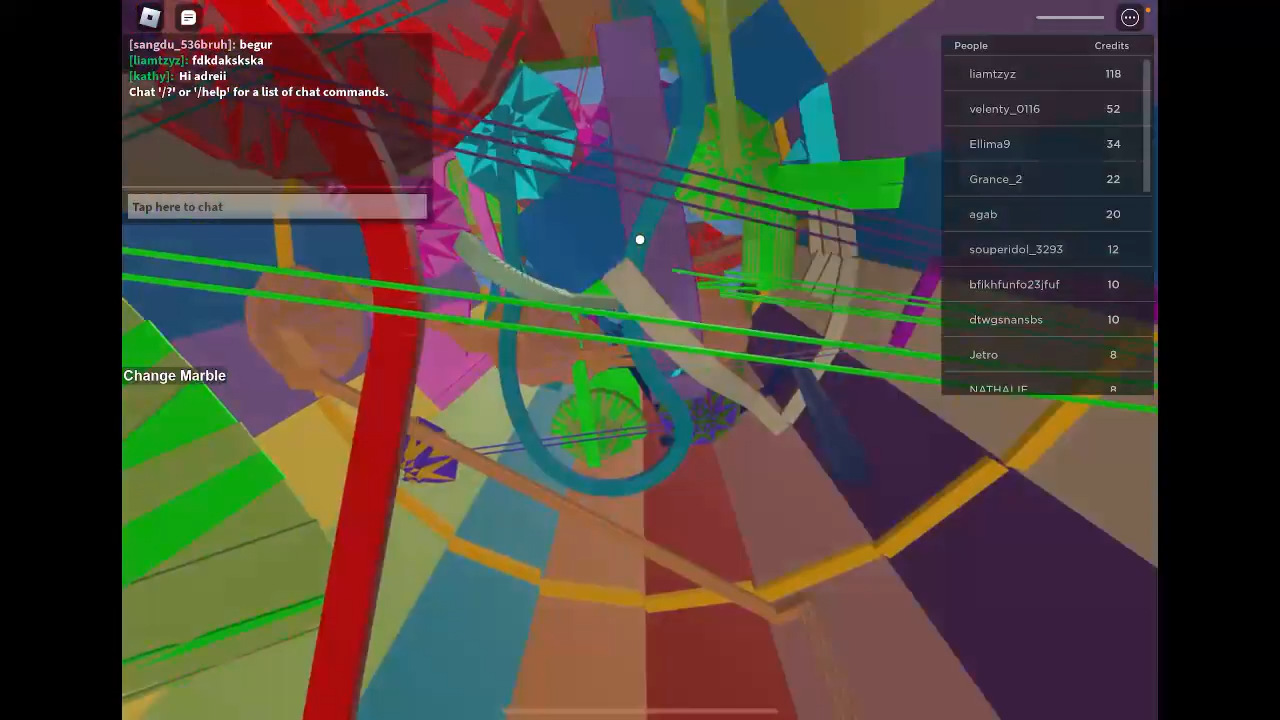 [sangdu_536bruh]: begur
[liamtzyz]: fdkdakskska
[kathy]: Hi adreii
Chat '/?' or '/help' for a list of chat commands.
Tap here to chat
Change Marble
People Credits
liamtzyz 118
velenty_0116 52
Ellima9 34
Grance_2 22
agab 20
souperidol_3293 12
bfikhfunfo23jfuf 10
dtwgsnansbs 10
Jetro 8
NATHALIE 8